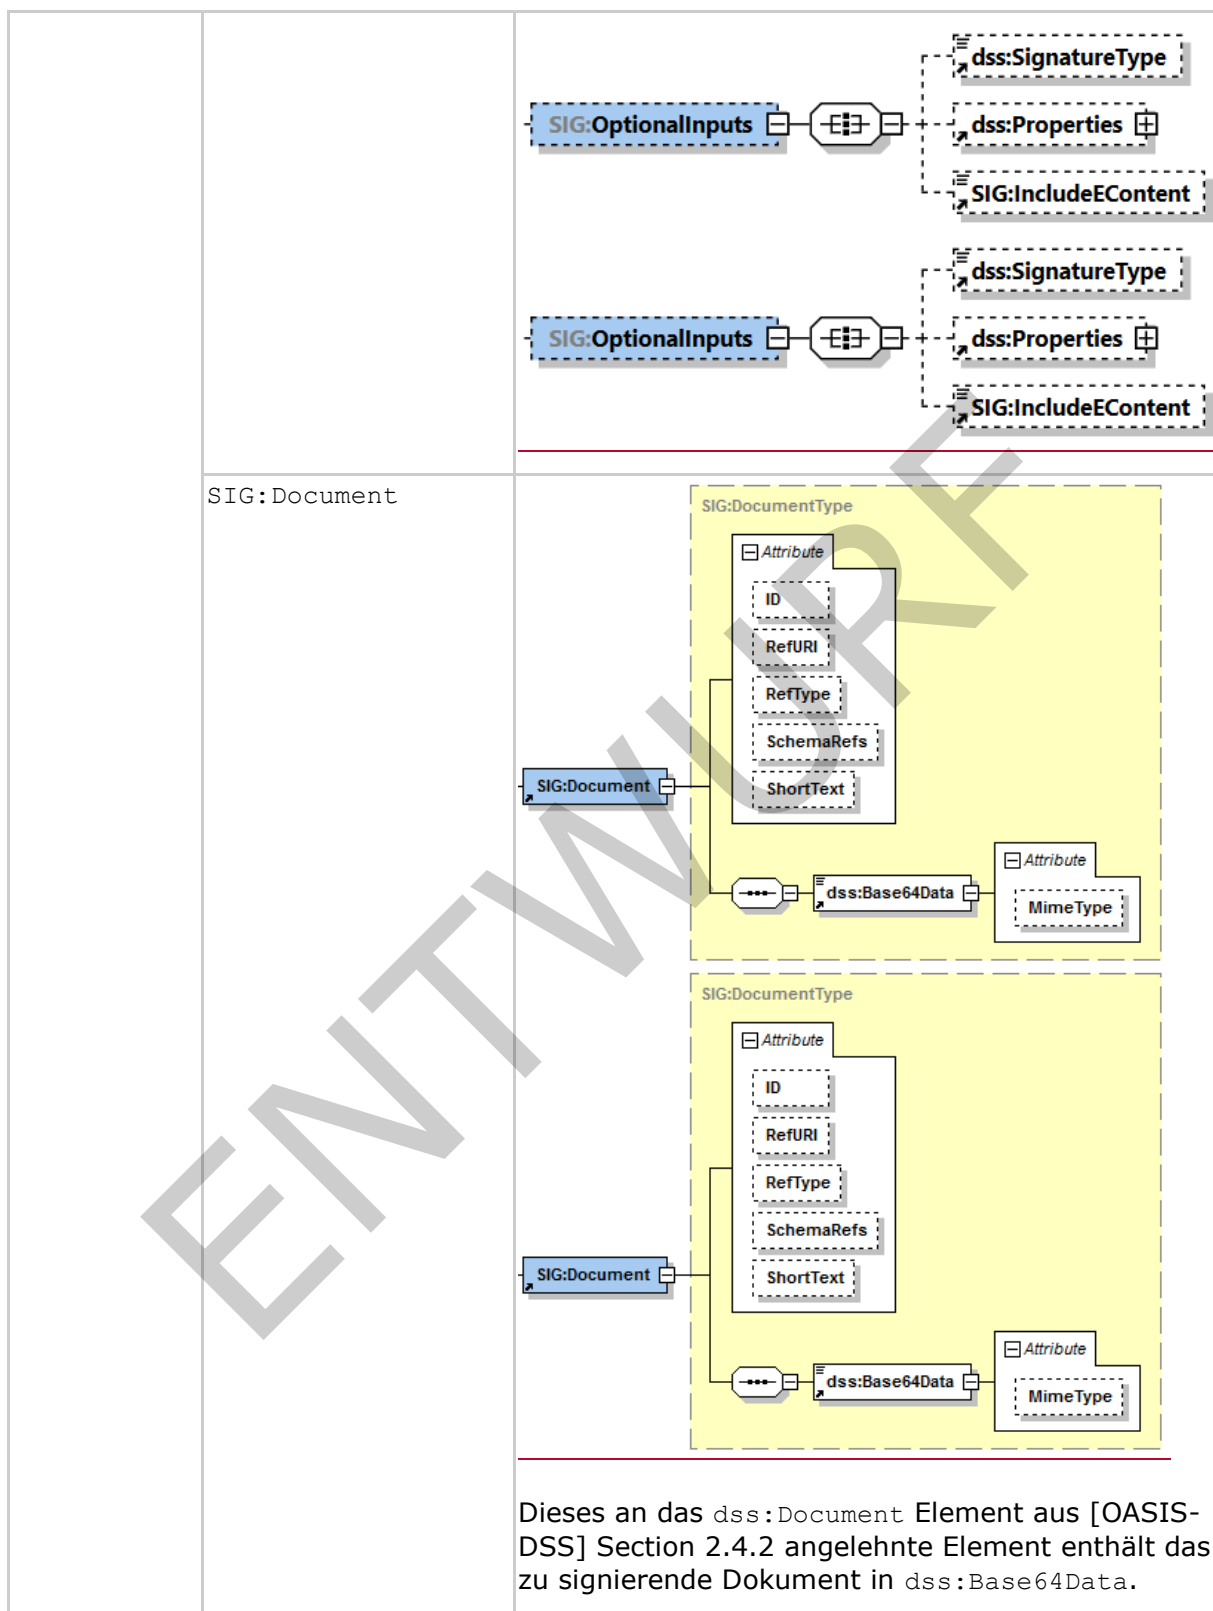 dss:SignatureType
SIG:OptionalInputs
dss:Properties
SIG:IncludeEContent
dss:SignatureType
SIG:OptionalInputs
dss:Properties
SIG:IncludeEContent
SIG:Document
SIG:DocumentType
Attribute
ID
RefURI
RefType
SchemaRefs
SIG:Document
ShortText
Attribute
dss:Base64Data
MimeType
SIG:DocumentType
Attribute
ID
RefURI
RefType
SchemaRefs
SIG:Document
ShortText
Attribute
dss:Base64Data
MimeType
Dieses an das dss:Document Element aus [OASIS-
DSS] Section 2.4.2 angelehnte Element enthält das
zu signierende Dokument in dss:Base64Data.
ENTWURF